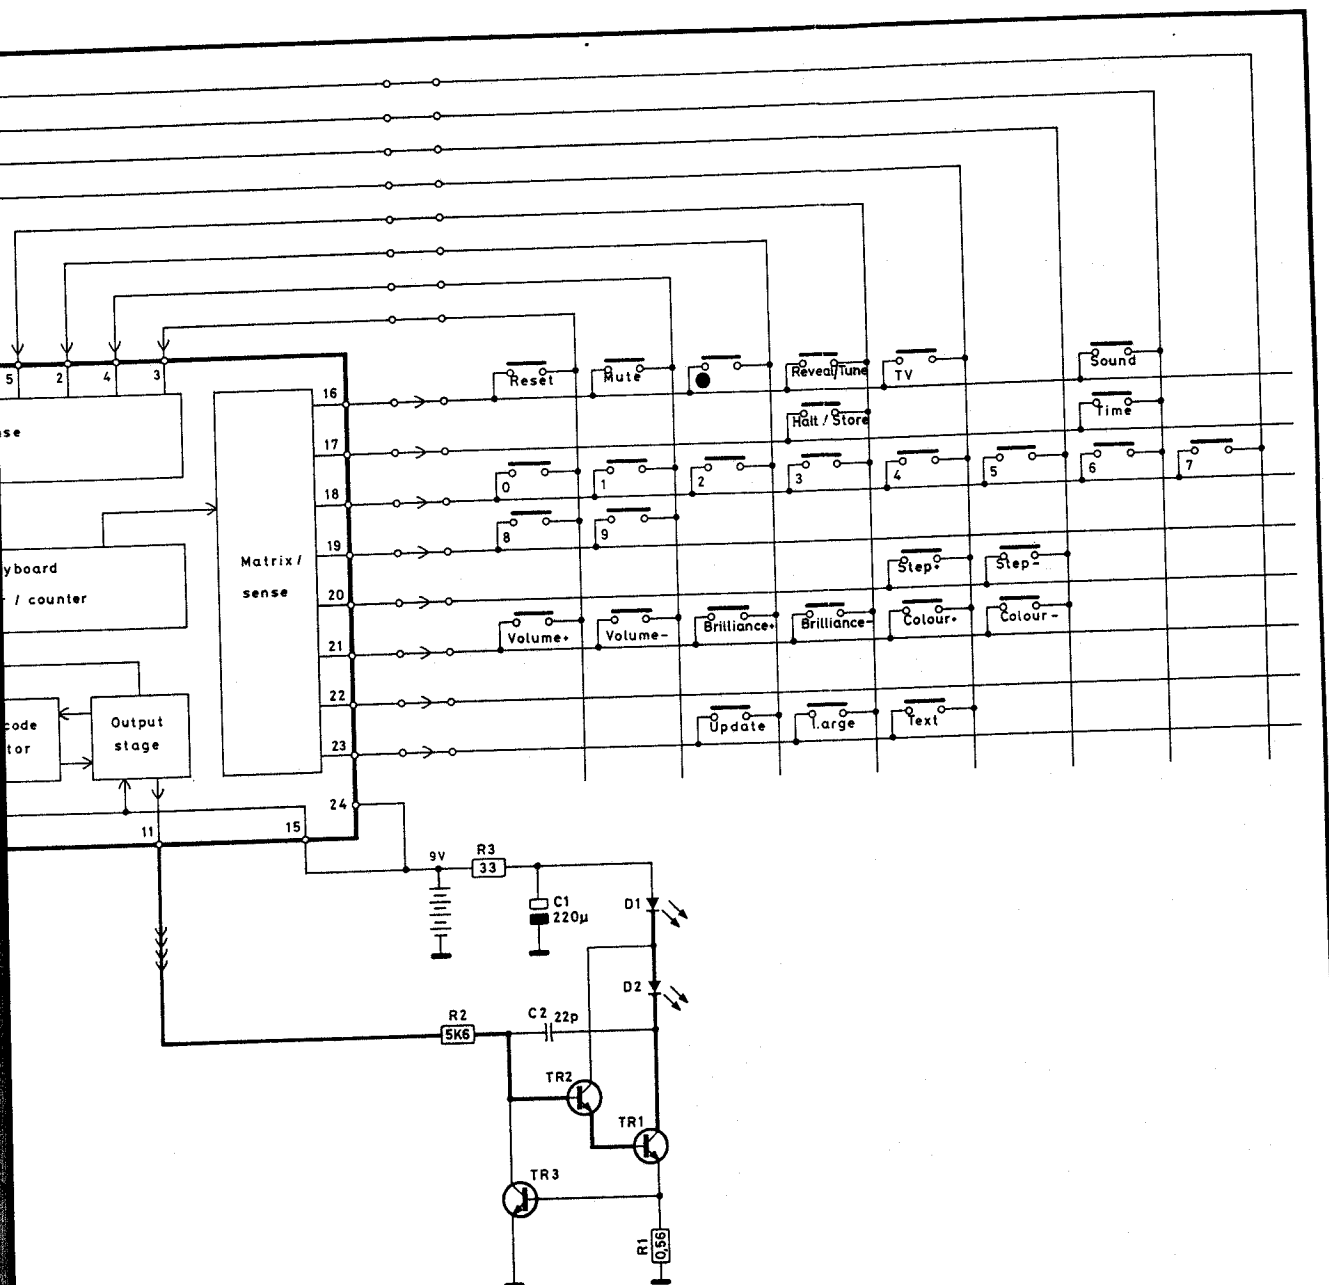 5 2 4 3
16
Reset Mute Reveal/Tune TV Sound
17
Halt / Store Time
18
0 1 2 3 4 5 6 7
19
8 9
20
Step+ Step-
21
Volume+ Volume- Brilliance+ Brilliance- Colour+ Colour-
22
23
Update Large Text
24
Matrix/
sense
yboard
/ counter
code
tor
Output
stage
11
15
9V
R3
33
C1
220µ
D1
D2
R2
5K6
C2 22p
TR2
TR1
TR3
R1
0,56